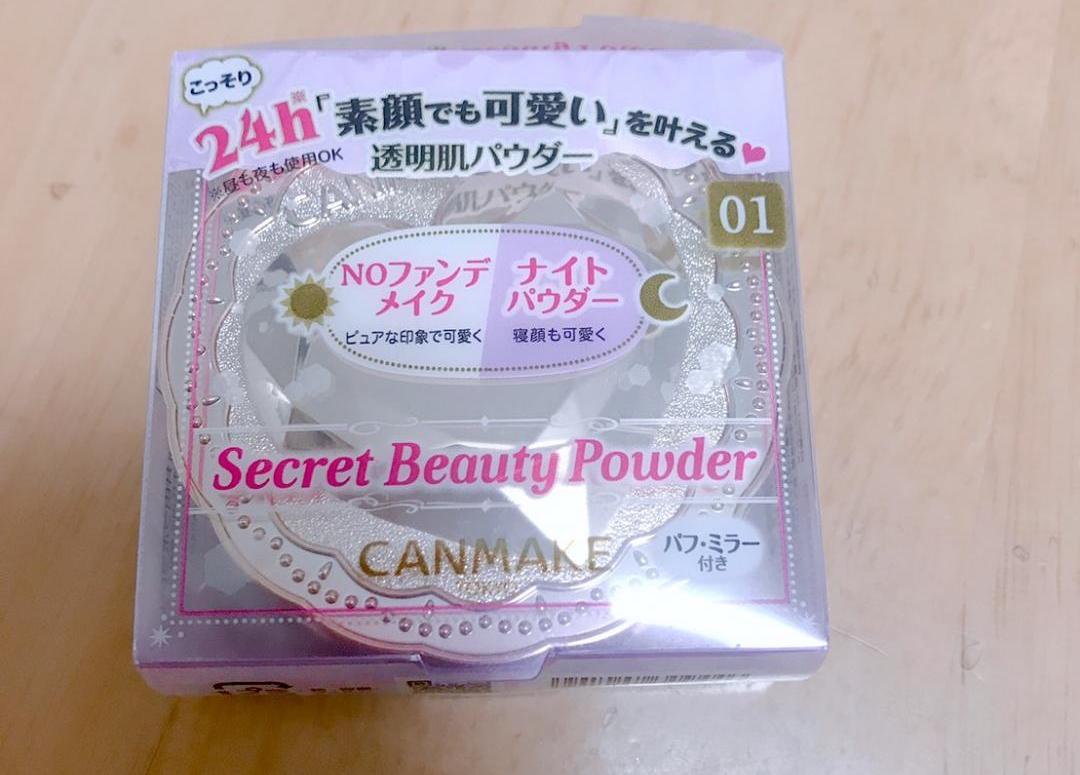 こっそり
24h※「素顔でも可愛い」を叶える
※昼も夜も使用OK
透明肌パウダー
01
NOファンデ
メイク
ピュアな印象で可愛く
ナイト
パウダー
寝顔も可愛く
Secret Beauty Powder
CANMAKE
パフ・ミラー
付き